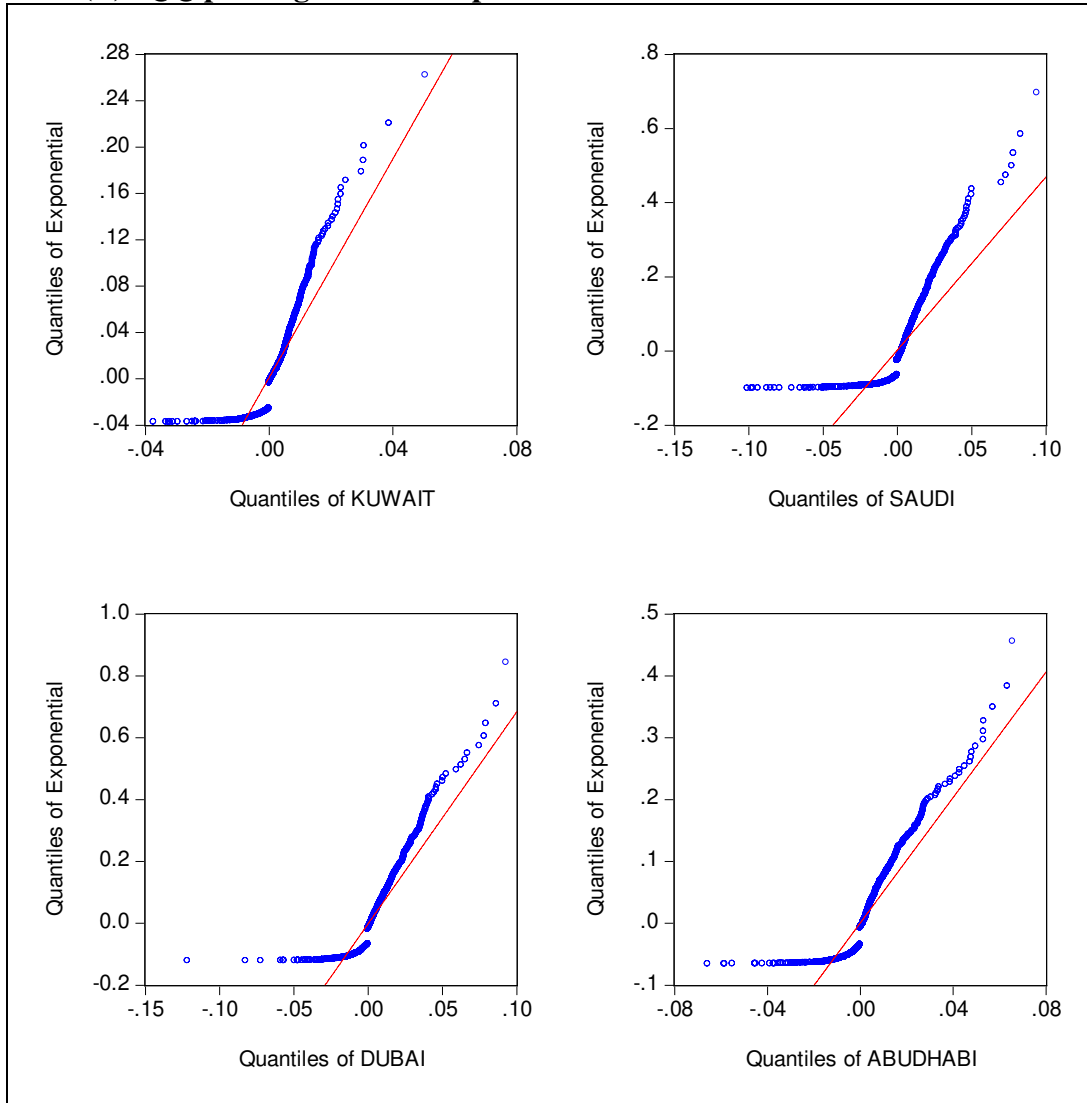 .28
.24
.20
.16
.12
.08
.04
.00
-.04
-.04 .00 .04 .08
Quantiles of Exponential
Quantiles of KUWAIT
.8
.6
.4
.2
.0
-.2
-.15 -.10 -.05 .00 .05 .10
Quantiles of Exponential
Quantiles of SAUDI
1.0
0.8
0.6
0.4
0.2
0.0
-0.2
-.15 -.10 -.05 .00 .05 .10
Quantiles of Exponential
Quantiles of DUBAI
.5
.4
.3
.2
.1
.0
-.1
-.08 -.04 .00 .04 .08
Quantiles of Exponential
Quantiles of ABUDHABI